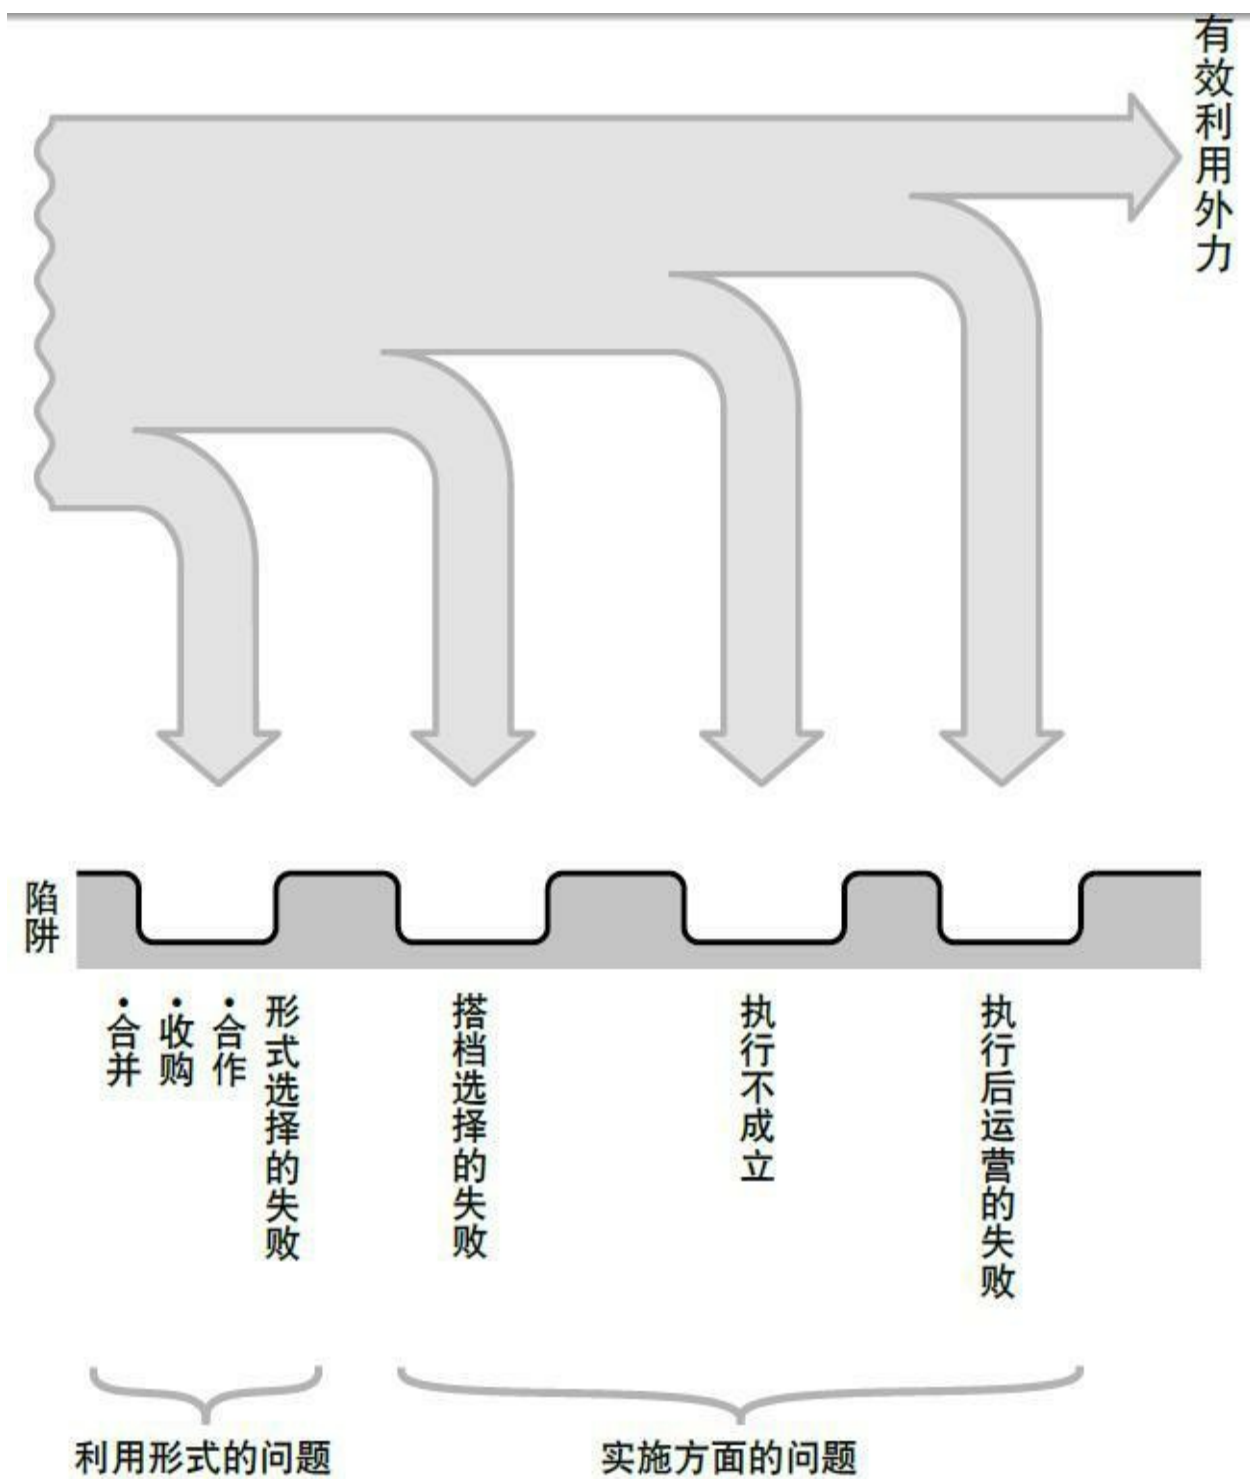 有效利用外力
陷阱
形式选择的失败
·合作
·收购
·合并
搭档选择的失败
执行不成立
执行后运营的失败
利用形式的问题
实施方面的问题